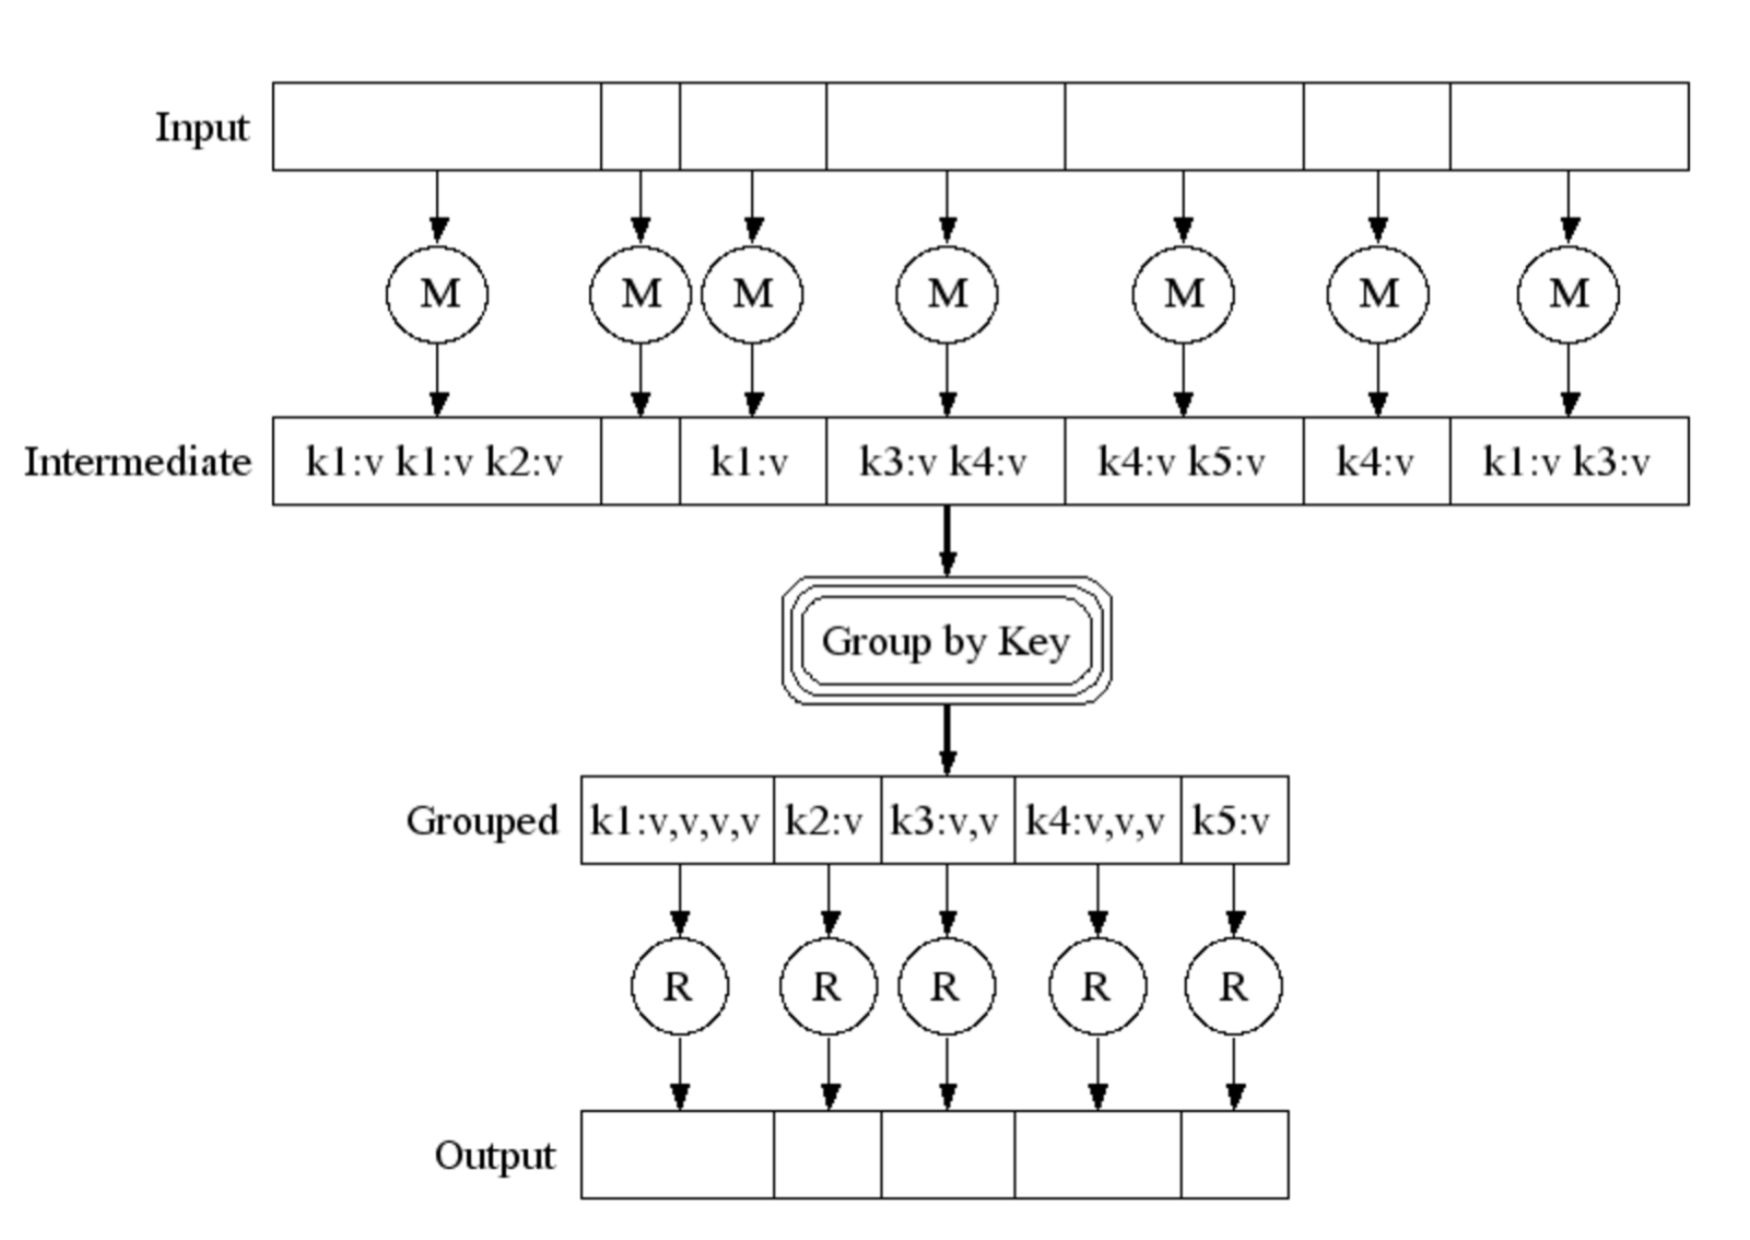 Input
M M M M M M M
Intermediate k1:v k1:v k2:v k1:v k3:v k4:v k4:v k5:v k4:v k1:v k3:v
Group by Key
Grouped k1:v,v,v,v k2:v k3:v,v k4:v,v,v k5:v
R R R R R
Output